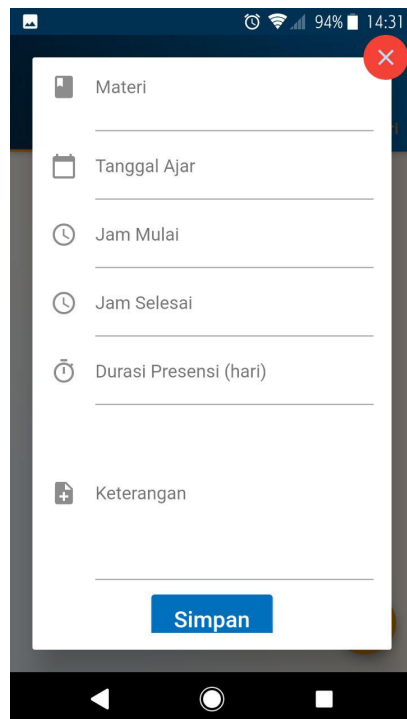 94% 14:31
Materi
Tanggal Ajar
Jam Mulai
Jam Selesai
Durasi Presensi (hari)
Keterangan
Simpan